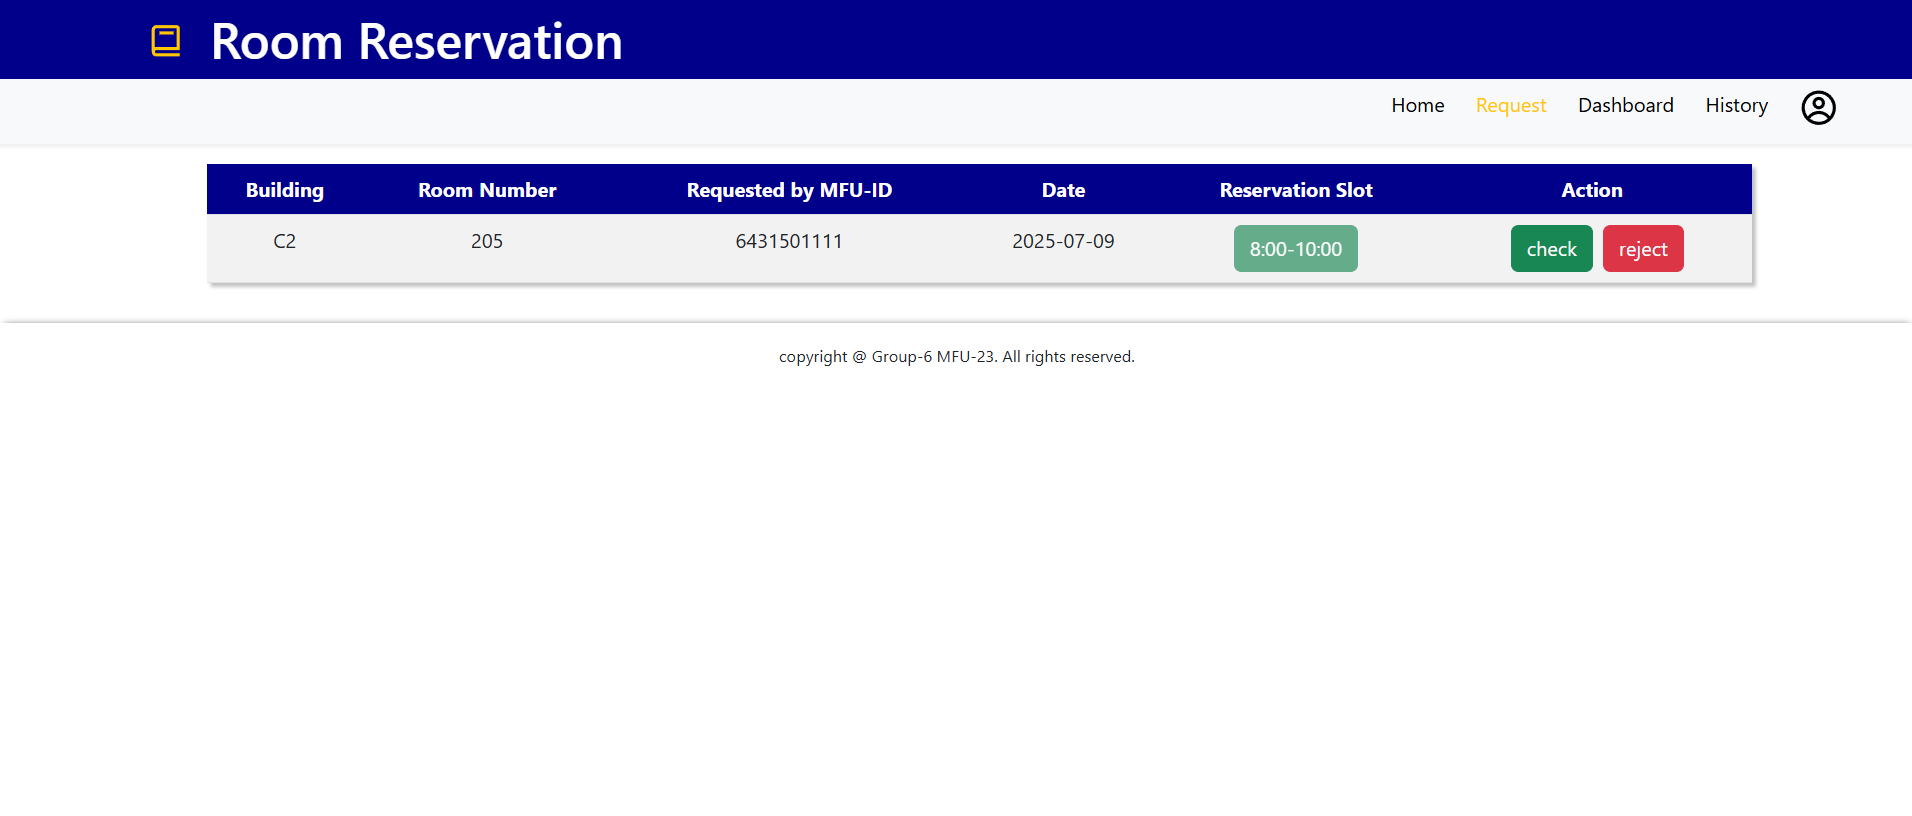 Room Reservation
Home Request Dashboard History
Building Room Number Requested by MFU-ID Date Reservation Slot Action
C2 205 6431501111 2025-07-09 8:00-10:00 check reject
copyright @ Group-6 MFU-23. All rights reserved.